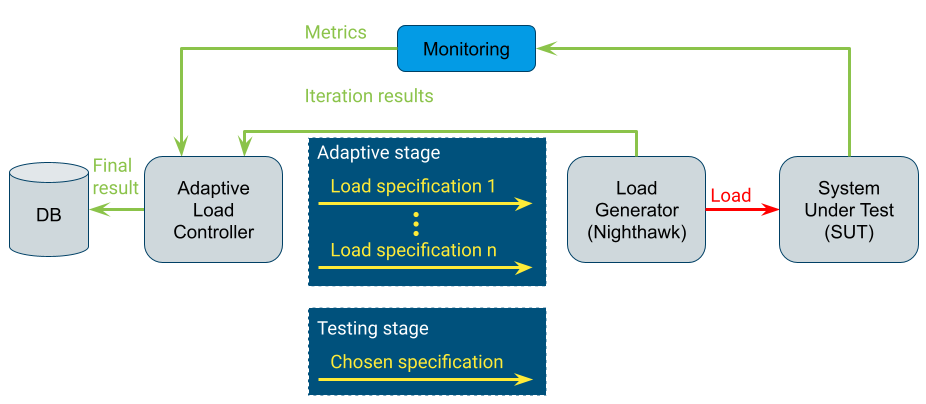 Metrics
Monitoring
Iteration results
Adaptive stage
Load specification 1
Load specification n
Final
result
DB
Adaptive
Load
Controller
Load
Generator
(Nighthawk)
Load
System
Under Test
(SUT)
Testing stage
Chosen specification